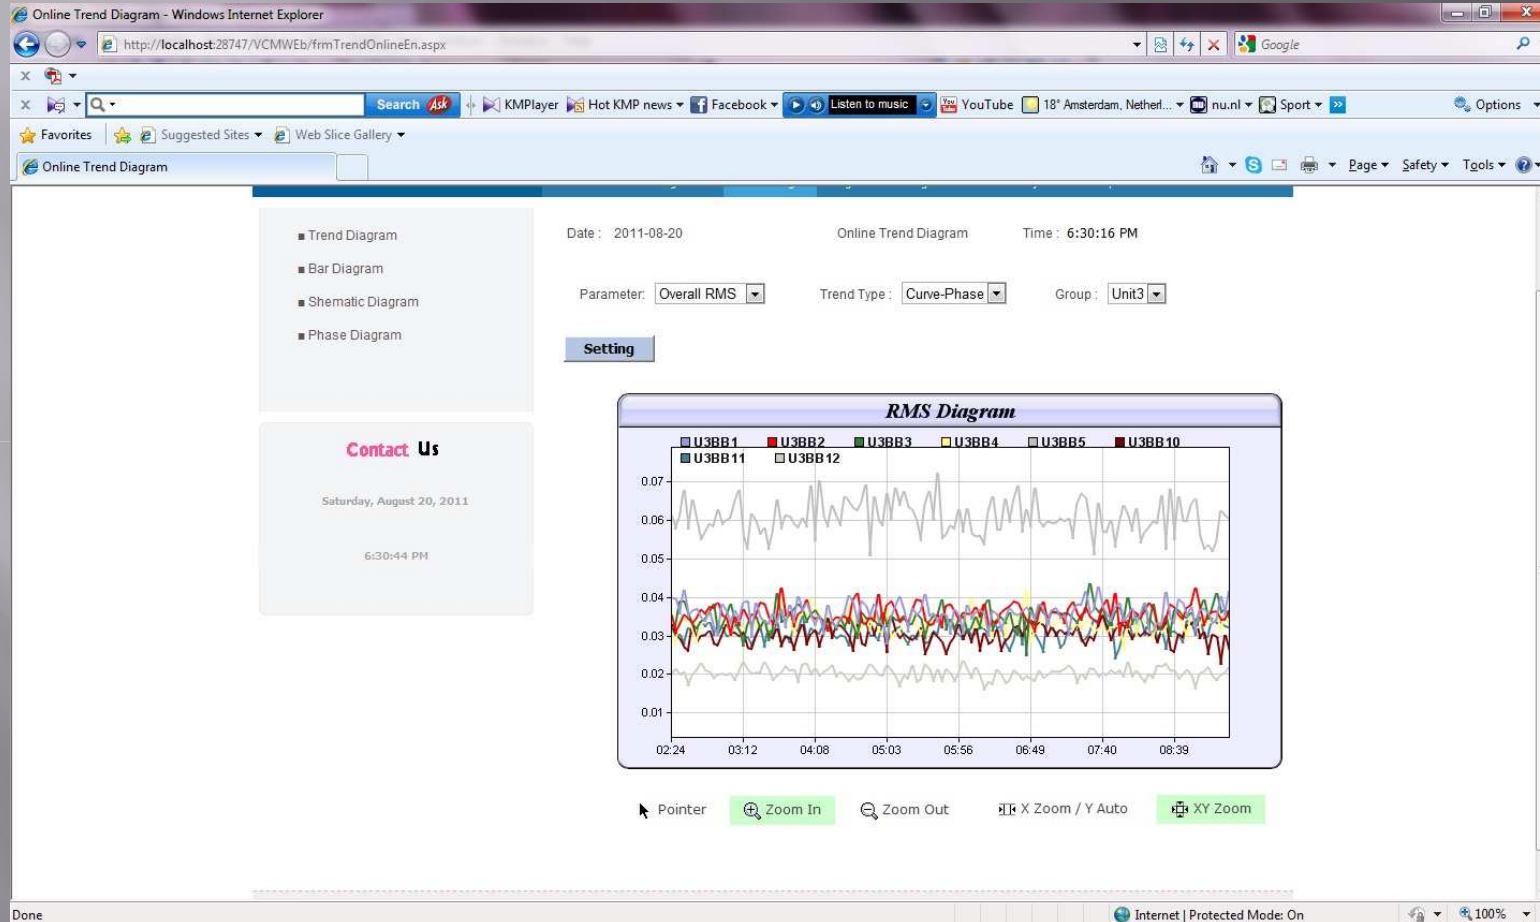 Online Trend Diagram - Windows Internet Explorer
http://localhost:28747/VCMWEb/frmTrendOnlineEn.aspx
Google
Search Ask KMPlayer Hot KMP news Facebook Listen to music YouTube 18° Amsterdam, Netherl... nu.nl Sport Options
Favorites Suggested Sites Web Slice Gallery
Online Trend Diagram Page Safety Tools
Trend Diagram
Bar Diagram
Shematic Diagram
Phase Diagram
Date : 2011-08-20 Online Trend Diagram Time : 6:30:16 PM
Parameter: Overall RMS Trend Type : Curve-Phase Group : Unit3
Setting
Contact Us
Saturday, August 20, 2011
6:30:44 PM
RMS Diagram
U3BB1 U3BB2 U3BB3 U3BB4 U3BB5 U3BB10
U3BB11 U3BB12
0.07
0.06
0.05
0.04
0.03
0.02
0.01
02:24 03:12 04:08 05:03 05:56 06:49 07:40 08:39
Pointer Zoom In Zoom Out X Zoom / Y Auto XY Zoom
Done Internet | Protected Mode: On 100%